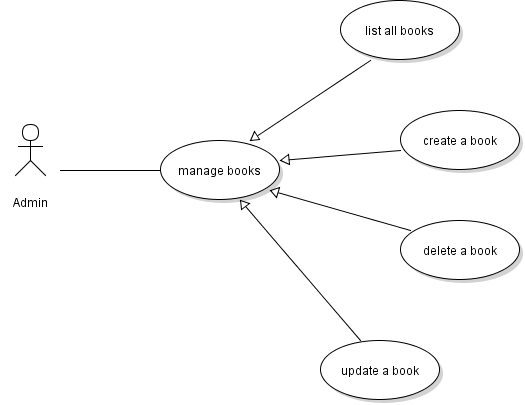 list all books
create a book
manage books
Admin
delete a book
update a book